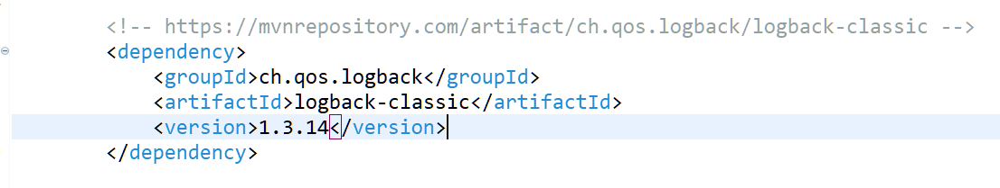 <!-- https://mvnrepository.com/artifact/ch.qos.logback/logback-classic -->
<dependency>
<groupId>ch.qos.logback</groupId>
<artifactId>logback-classic</artifactId>
<version>1.3.14</version>
</dependency>